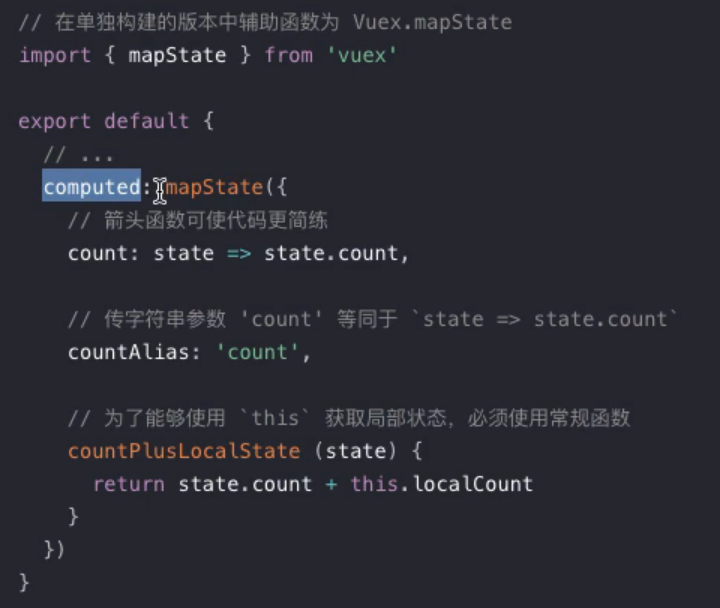 // 在单独构建的版本中辅助函数为 Vuex.mapState
import { mapState } from 'vuex'
export default {
// ...
computed: mapState({
// 箭头函数可使代码更简练
count: state => state.count,
// 传字符串参数 'count' 等同于 `state => state.count`
countAlias: 'count',
// 为了能够使用 `this` 获取局部状态，必须使用常规函数
countPlusLocalState (state) {
return state.count + this.localCount
}
})
}